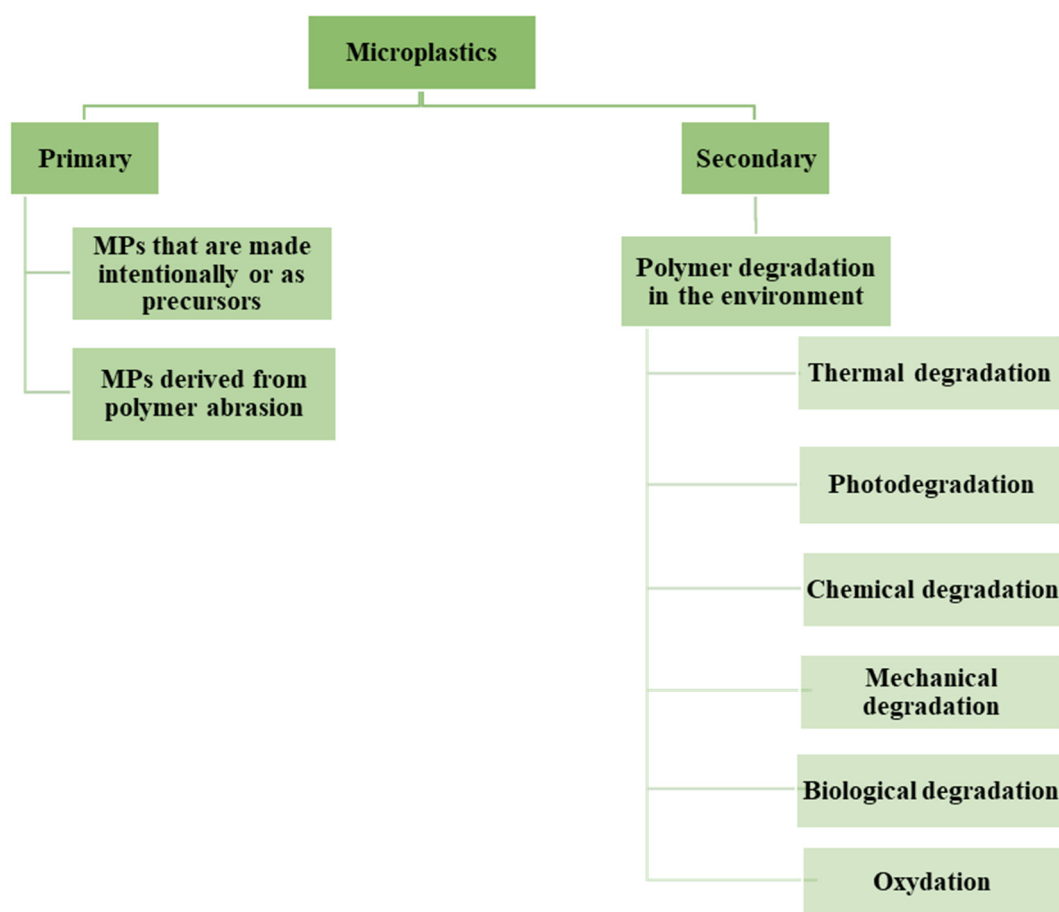 Microplastics
Primary
Secondary
MPs that are made
intentionally or as
precursors
MPs derived from
polymer abrasion
Polymer degradation
in the environment
Thermal degradation
Photodegradation
Chemical degradation
Mechanical
degradation
Biological degradation
Oxydation